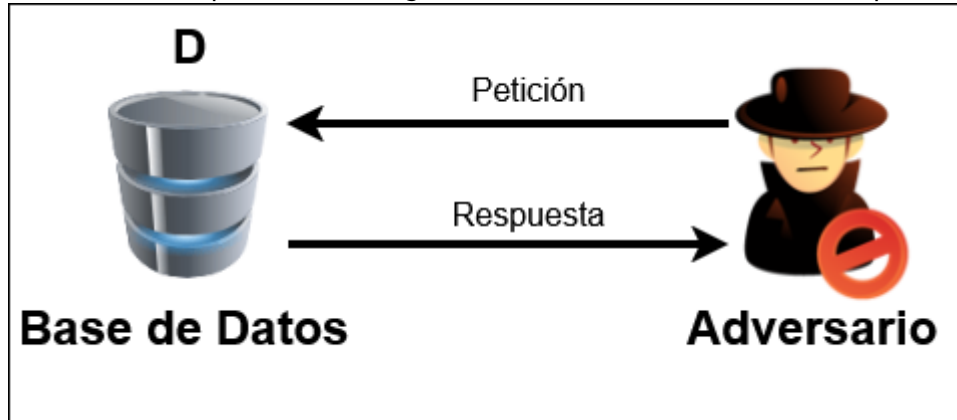 D
Petición
Respuesta
Base de Datos
Adversario